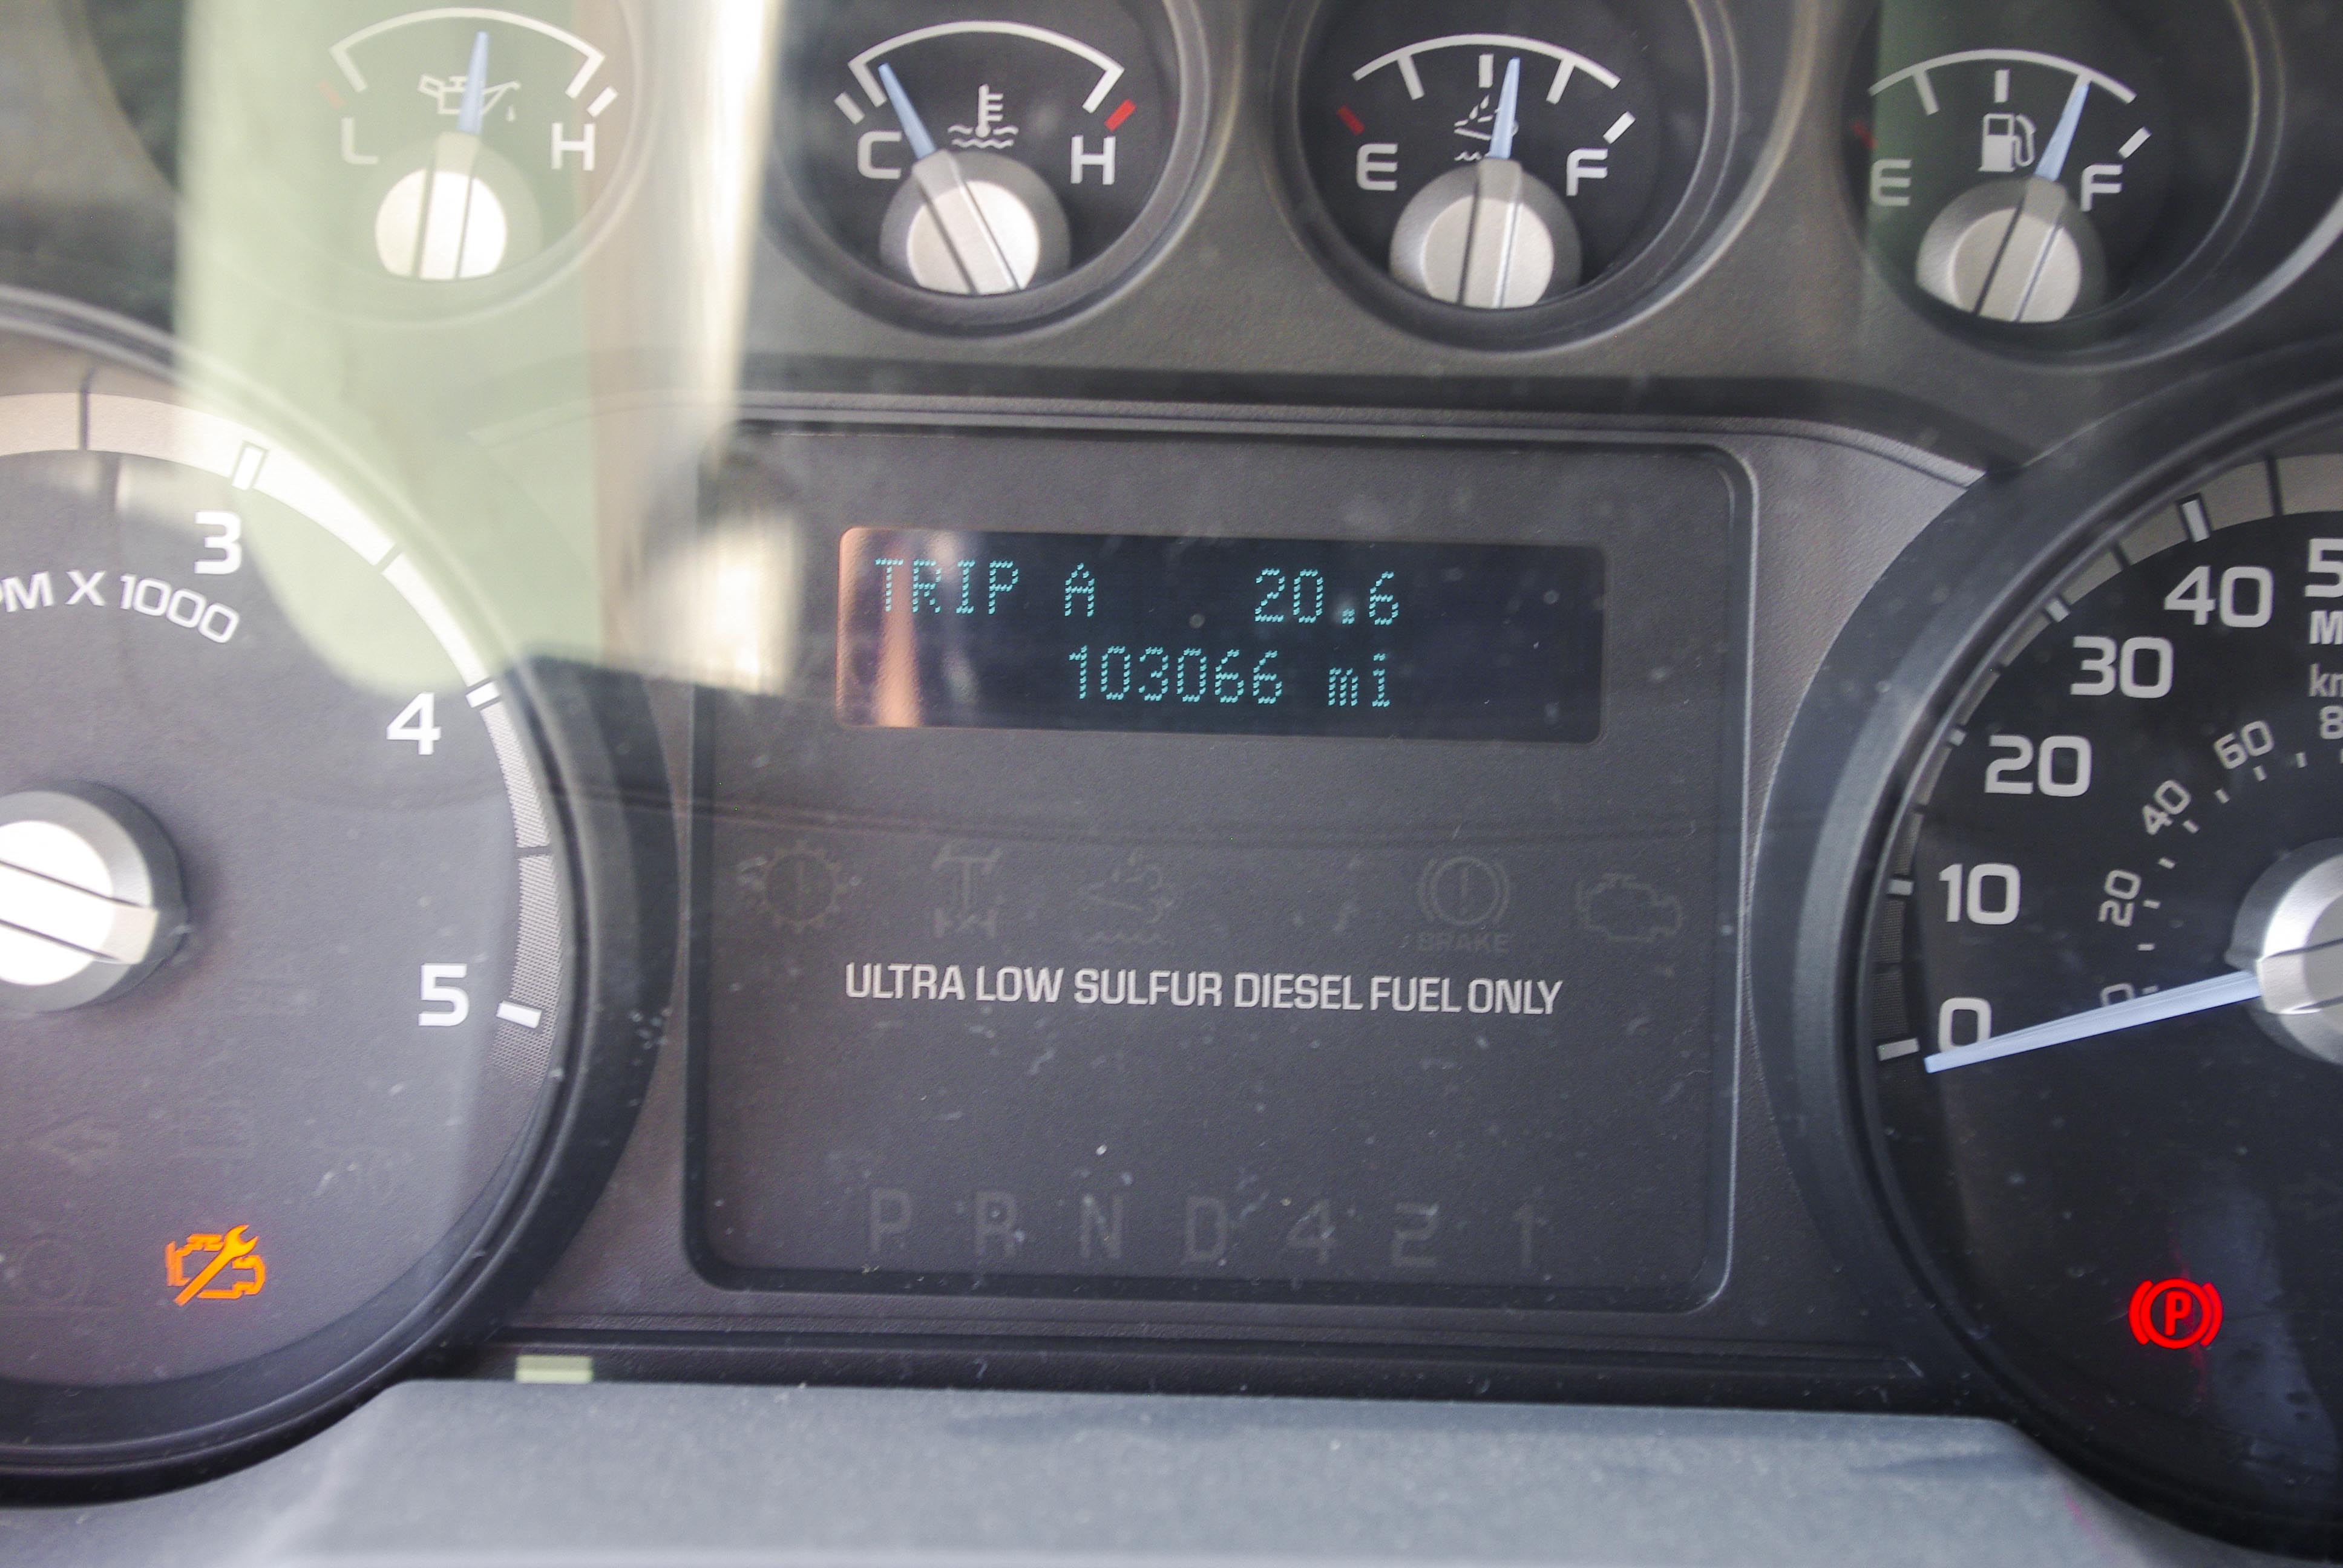 L H
C H
E F
E F
3
PM X 1000
4
5
TRIP A 20.6
103066 mi
BRAKE
ULTRA LOW SULFUR DIESEL FUEL ONLY
P R N D 4 2 1
40
30
20
10
0
60
40
20
0
P